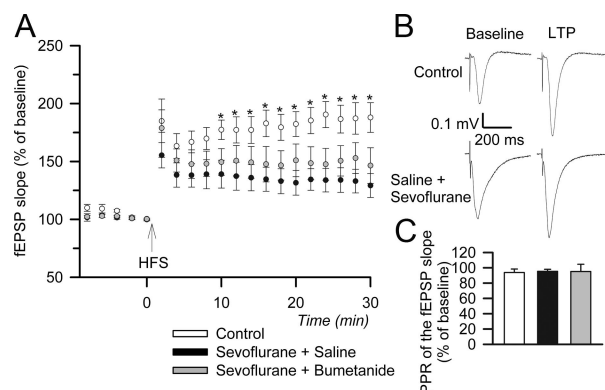 A
fEPSP slope (% of baseline)
250
200
150
100
50
* * * * * * * * * * *
HFS
0 10 20 30
Time (min)
Control
Sevoflurane + Saline
Sevoflurane + Bumetanide
B
Baseline LTP
Control
0.1 mV
200 ms
Saline +
Sevoflurane
C
PPR of the fEPSP slope
(% of baseline)
120
100
80
60
40
20
0